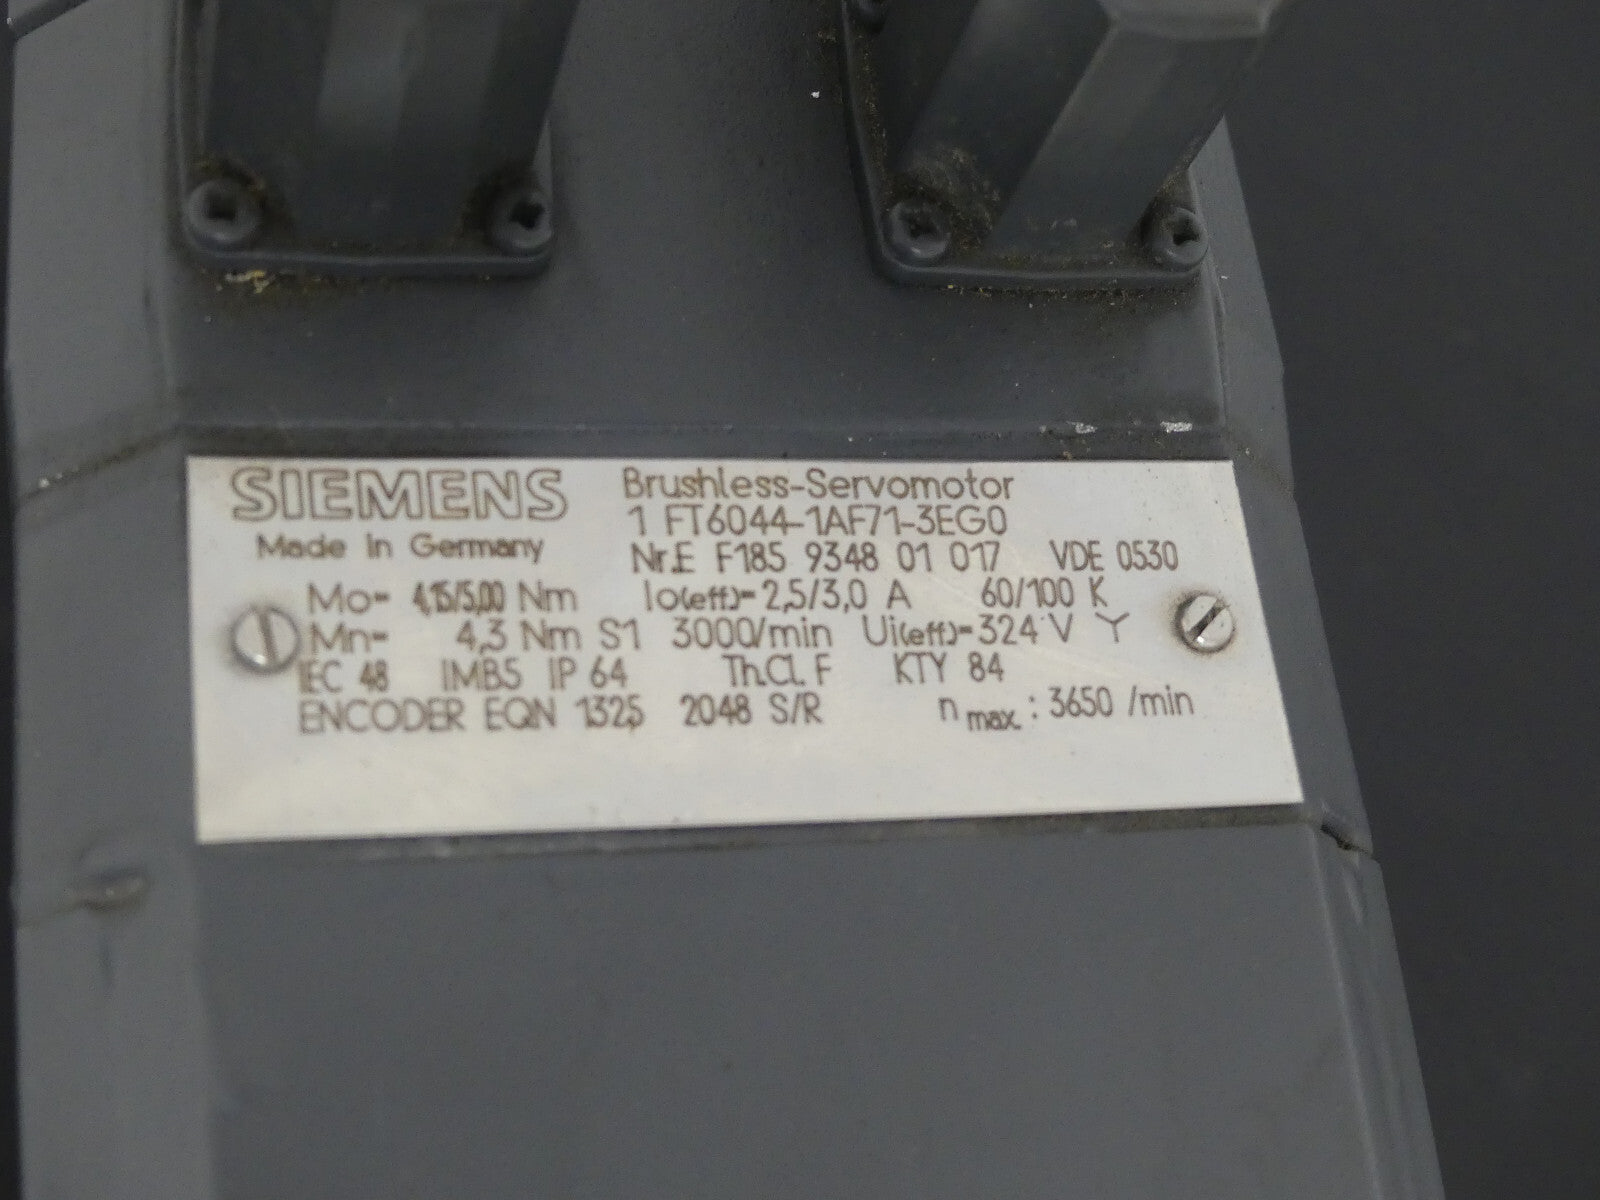 SIEMENS Brushless-Servomotor
1 FT6044-1AF71-3EG0
Made In Germany Nr.E F185 9348 01 017 VDE 0530
Mo= 4,15/5,00 Nm Io(eff)= 2,5/3,0 A 60/100 K
Mn= 4,3 Nm S1 3000/min Ui(eff)= 324 V Y
IEC 48 IMB5 IP 64 Th.Cl. F KTY 84
ENCODER EQN 1325 2048 S/R n max. : 3650 /min